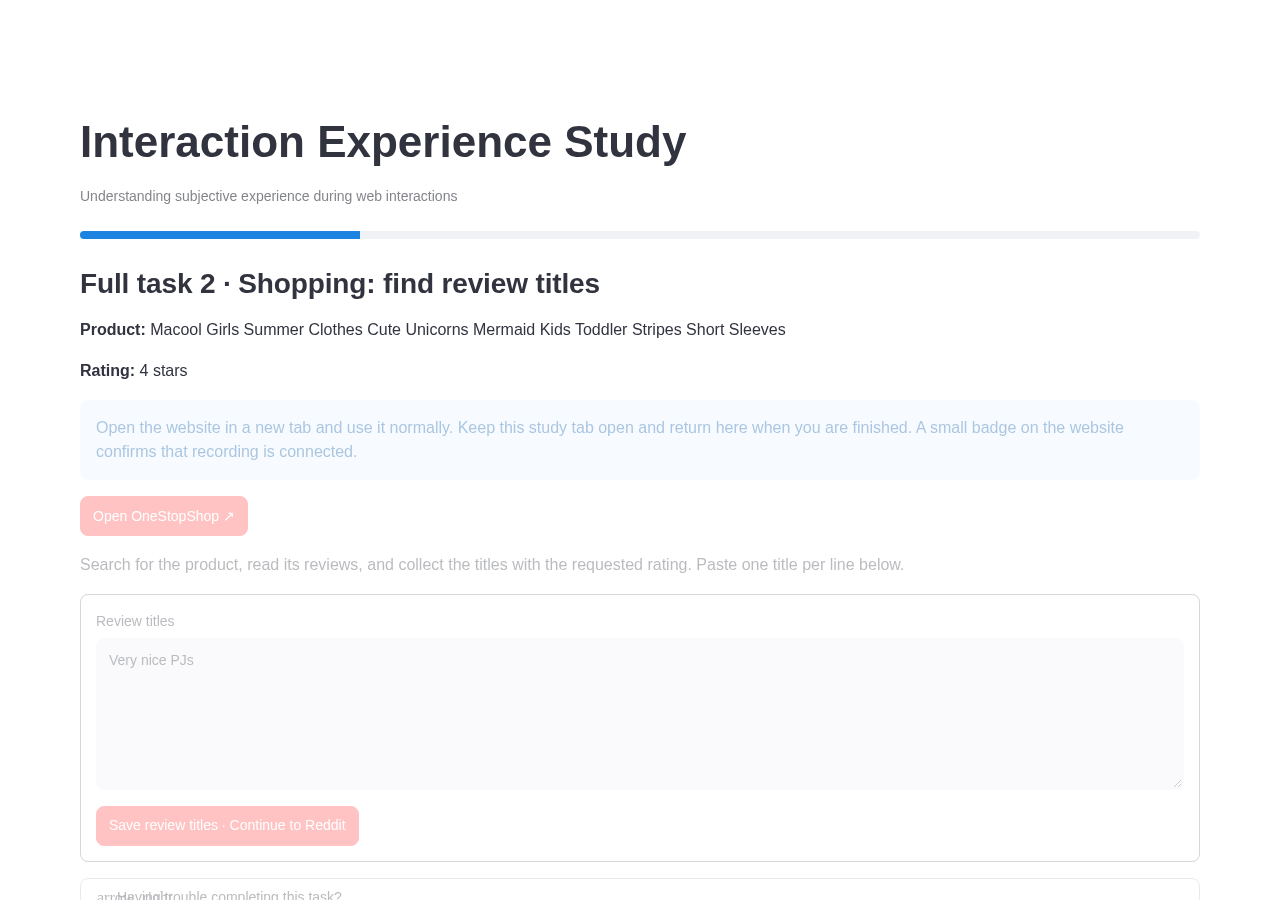 Interaction Experience Study
Understanding subjective experience during web interactions
Full task 2 · Shopping: find review titles
Product: Macool Girls Summer Clothes Cute Unicorns Mermaid Kids Toddler Stripes Short Sleeves
Rating: 4 stars
Open the website in a new tab and use it normally. Keep this study tab open and return here when you are finished. A small badge on the website
confirms that recording is connected.
Open OneStopShop ↗
Search for the product, read its reviews, and collect the titles with the requested rating. Paste one title per line below.
Review titles
Very nice PJs
Save review titles · Continue to Reddit
Having trouble completing this task?